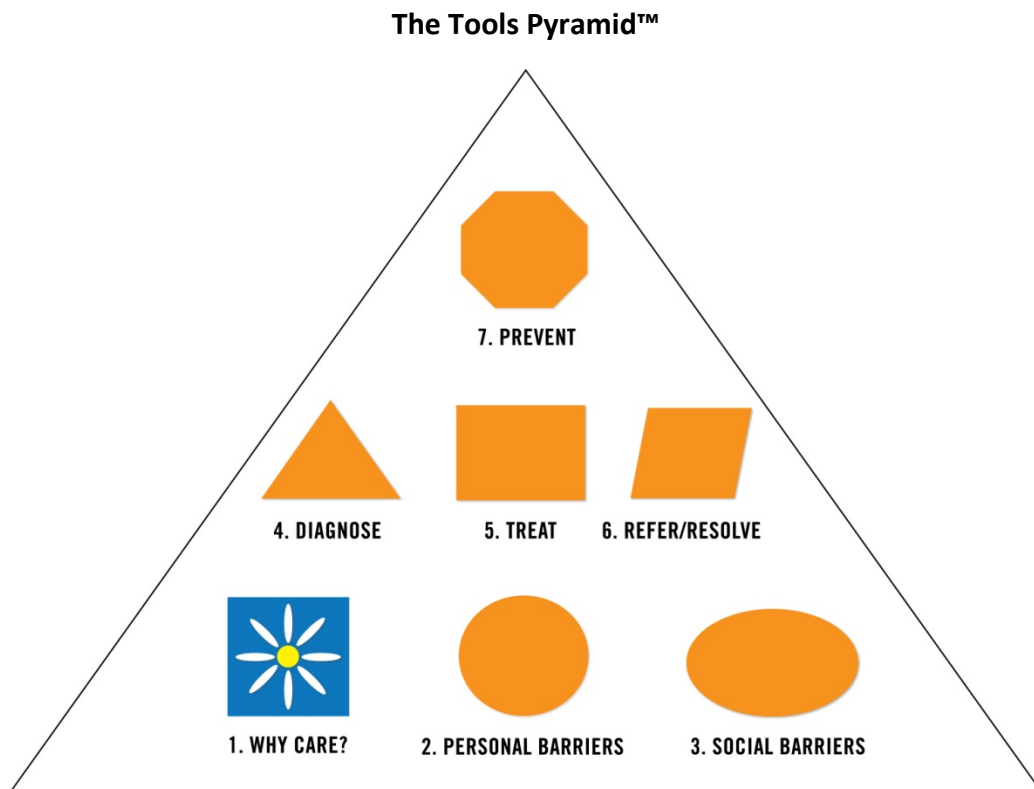 The Tools Pyramid™
7. PREVENT
4. DIAGNOSE
5. TREAT
6. REFER/RESOLVE
1. WHY CARE?
2. PERSONAL BARRIERS
3. SOCIAL BARRIERS